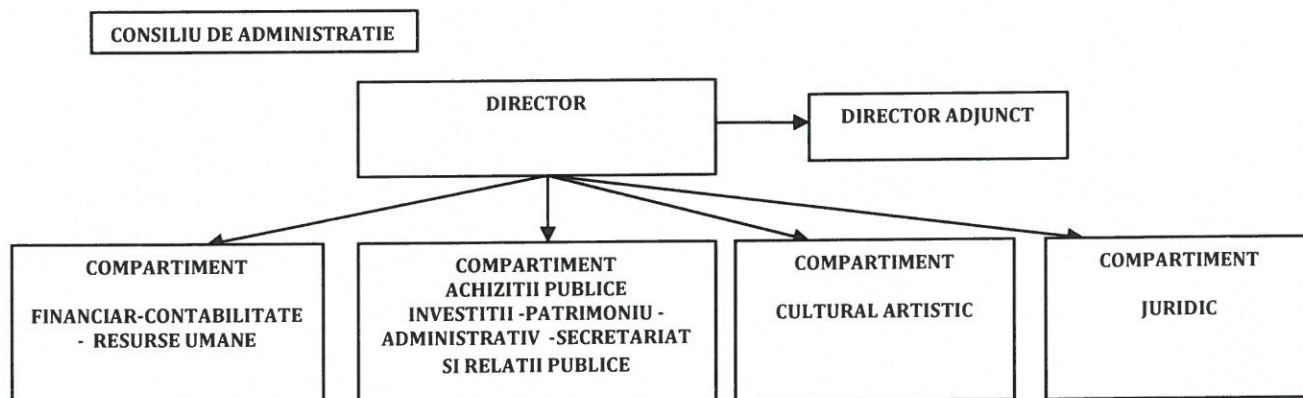 CONSILIU DE ADMINISTRATIE
DIRECTOR
DIRECTOR ADJUNCT
COMPARTIMENT
FINANCIAR-CONTABILITATE
- RESURSE UMANE
COMPARTIMENT
ACHIZITII PUBLICE
INVESTITII -PATRIMONIU -
ADMINISTRATIV -SECRETARIAT
SI RELATII PUBLICE
COMPARTIMENT
CULTURAL ARTISTIC
COMPARTIMENT
JURIDIC